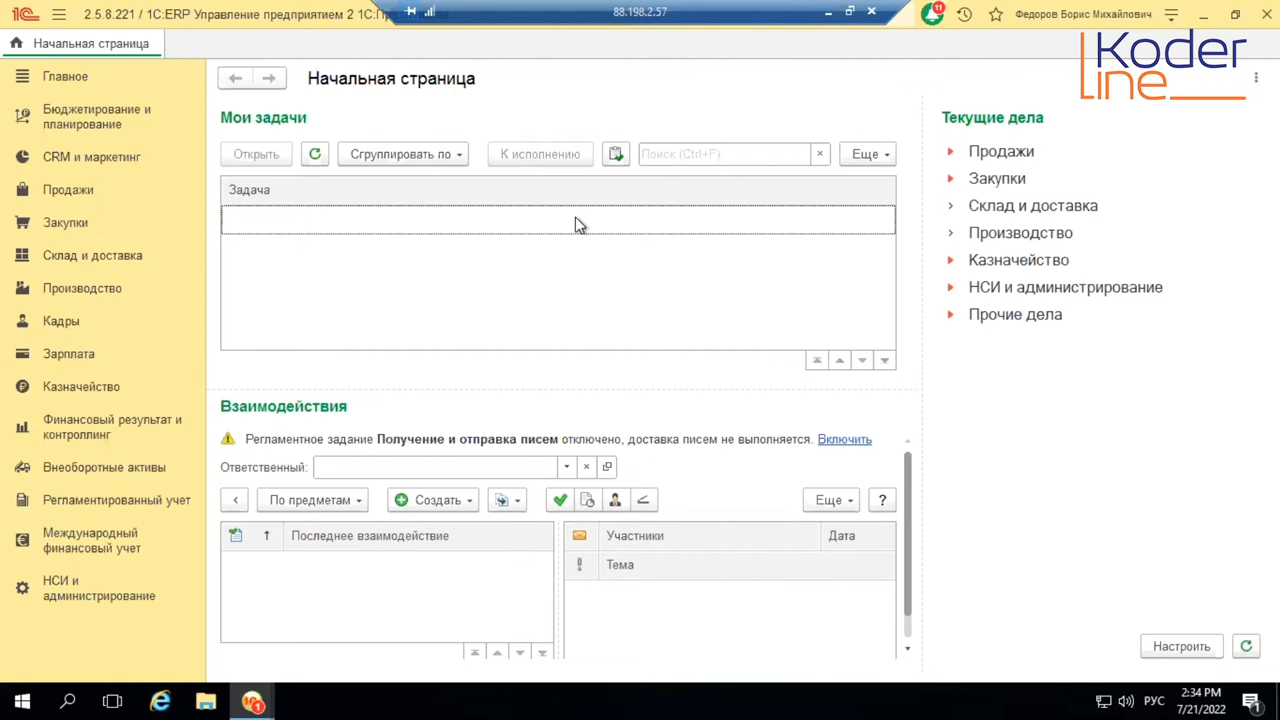 2.5.8.221 / 1С:ERP Управление предприятием 2 1С:Пр
88.198.2.57
11
Федоров Борис Михайлович
Начальная страница
Koder
line
Главное
Бюджетирование и
планирование
CRM и маркетинг
Продажи
Закупки
Склад и доставка
Производство
Кадры
Зарплата
Казначейство
Финансовый результат и
контроллинг
Внеоборотные активы
Регламентированный учет
Международный
финансовый учет
НСИ и
администрирование
Начальная страница
Мои задачи
Открыть
Сгруппировать по
К исполнению
Поиск (Ctrl+F)
Еще
Задача
Взаимодействия
Регламентное задание Получение и отправка писем отключено, доставка писем не выполняется. Включить
Ответственный:
По предметам
Создать
Еще
?
Последнее взаимодействие
Участники
Дата
Тема
Текущие дела
Продажи
Закупки
Склад и доставка
Производство
Казначейство
НСИ и администрирование
Прочие дела
Настроить
РУС
2:34 PM
7/21/2022